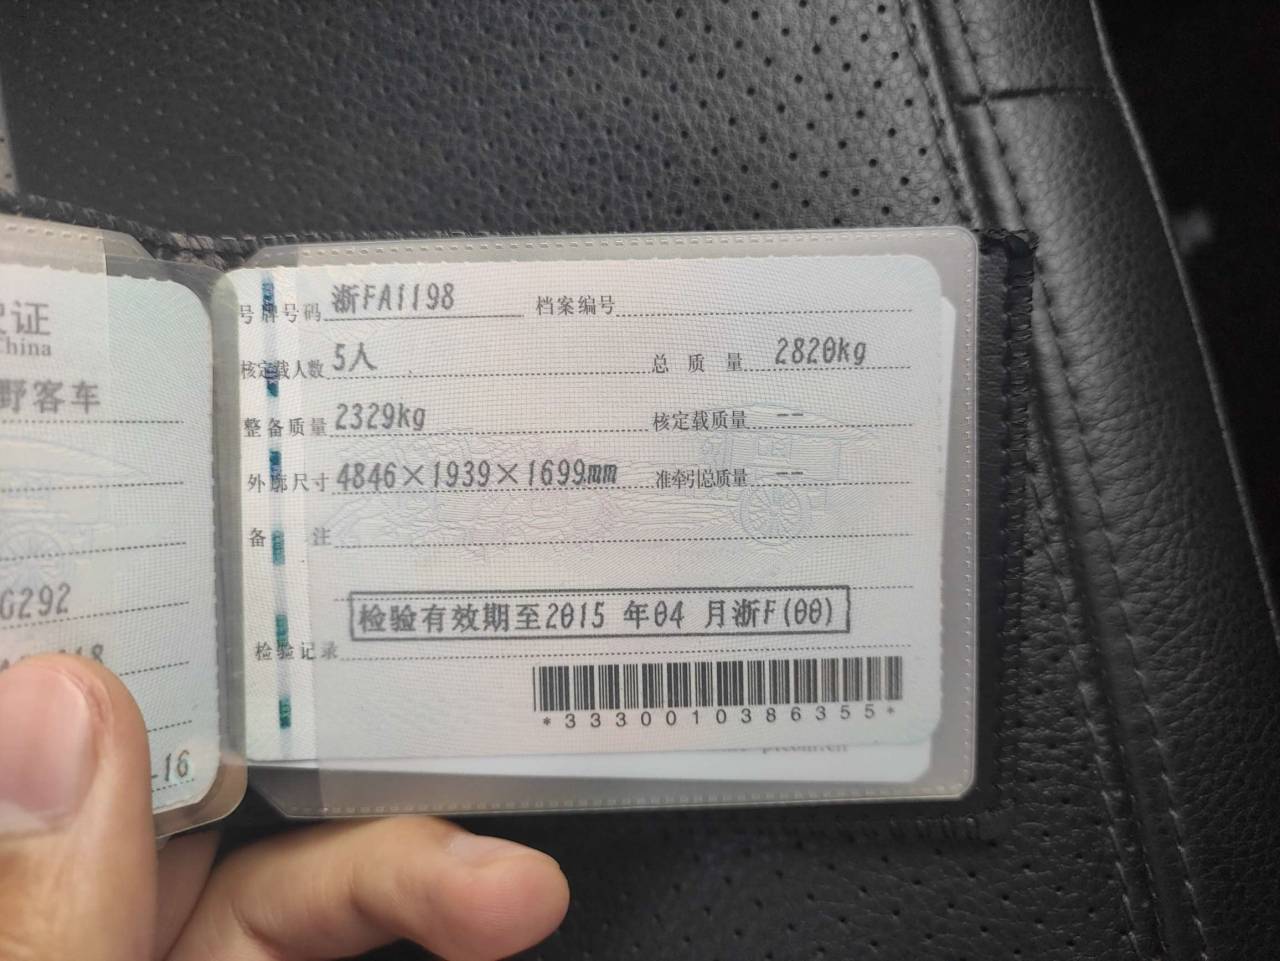 证
China
野客车
G292
-16
号牌号码 浙FA1198 档案编号
核定载人数 5人 总质量 2820kg
整备质量 2329kg 核定载质量 --
外廓尺寸 4846×1939×1699mm 准牵引总质量 --
备注
检验有效期至2015 年04 月浙F(00)
检验记录
*3330010386355*